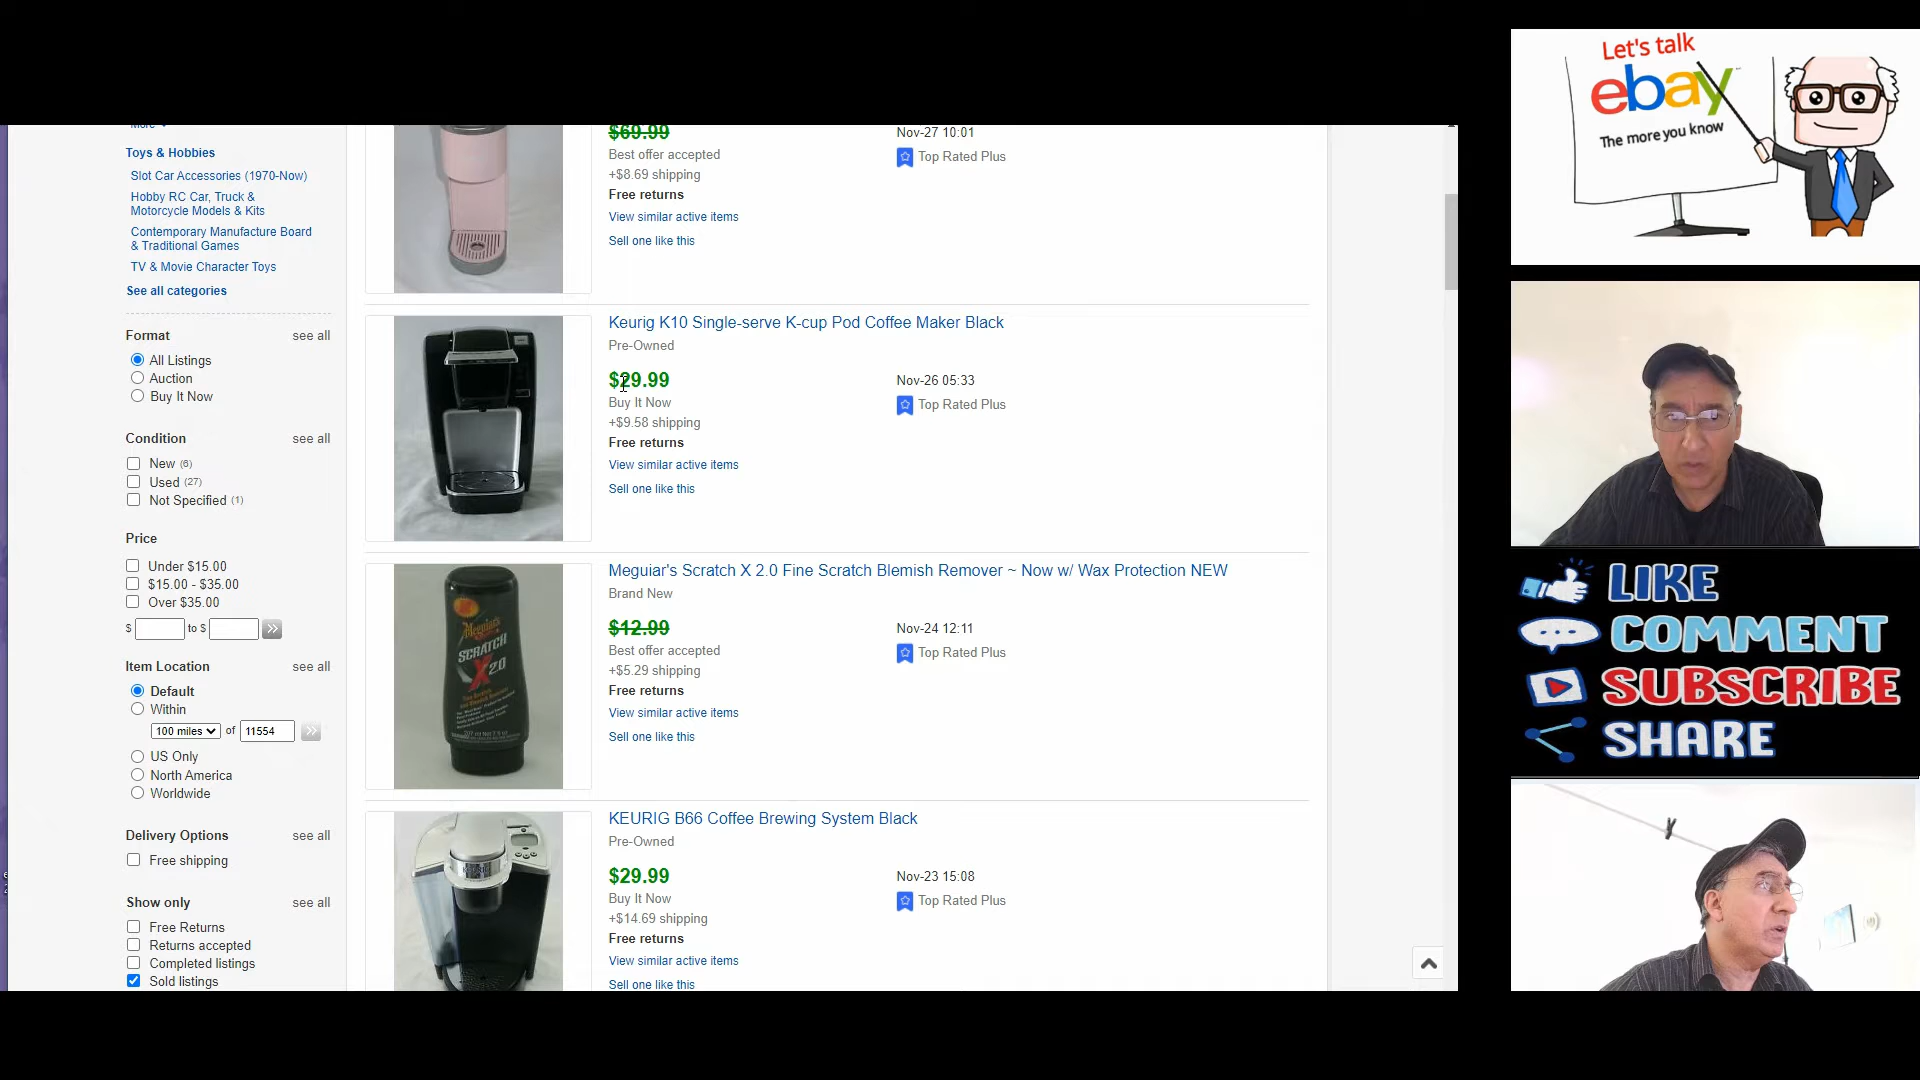 Let's talk
ebay
The more you know
Toys & Hobbies
Slot Car Accessories (1970-Now)
Hobby RC Car, Truck &
Motorcycle Models & Kits
Contemporary Manufacture Board
& Traditional Games
TV & Movie Character Toys
See all categories
Format see all
All Listings
Auction
Buy It Now
Condition see all
New (6)
Used (27)
Not Specified (1)
Price
Under $15.00
$15.00 - $35.00
Over $35.00
$ to $
Item Location see all
Default
Within
100 miles of 11554
US Only
North America
Worldwide
Delivery Options see all
Free shipping
Show only see all
Free Returns
Returns accepted
Completed listings
Sold listings
$69.99 Nov-27 10:01
Best offer accepted Top Rated Plus
+$8.69 shipping
Free returns
View similar active items
Sell one like this
Keurig K10 Single-serve K-cup Pod Coffee Maker Black
Pre-Owned
$29.99 Nov-26 05:33
Buy It Now Top Rated Plus
+$9.58 shipping
Free returns
View similar active items
Sell one like this
Meguiar's Scratch X 2.0 Fine Scratch Blemish Remover ~ Now w/ Wax Protection NEW
Brand New
$12.99 Nov-24 12:11
Best offer accepted Top Rated Plus
+$5.29 shipping
Free returns
View similar active items
Sell one like this
Meguiar's
SCRATCH
X2.0
KEURIG B66 Coffee Brewing System Black
Pre-Owned
$29.99 Nov-23 15:08
Buy It Now Top Rated Plus
+$14.69 shipping
Free returns
View similar active items
Sell one like this
LIKE
COMMENT
SUBSCRIBE
SHARE